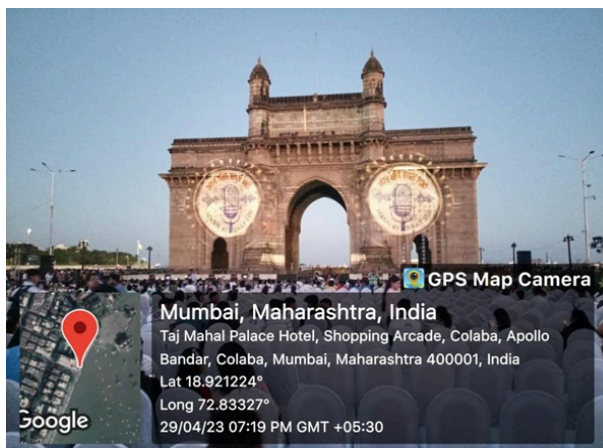 GPS Map Camera
Mumbai, Maharashtra, India
Taj Mahal Palace Hotel, Shopping Arcade, Colaba, Apollo
Bandar, Colaba, Mumbai, Maharashtra 400001, India
Lat 18.921224°
Long 72.83327°
29/04/23 07:19 PM GMT +05:30
Google